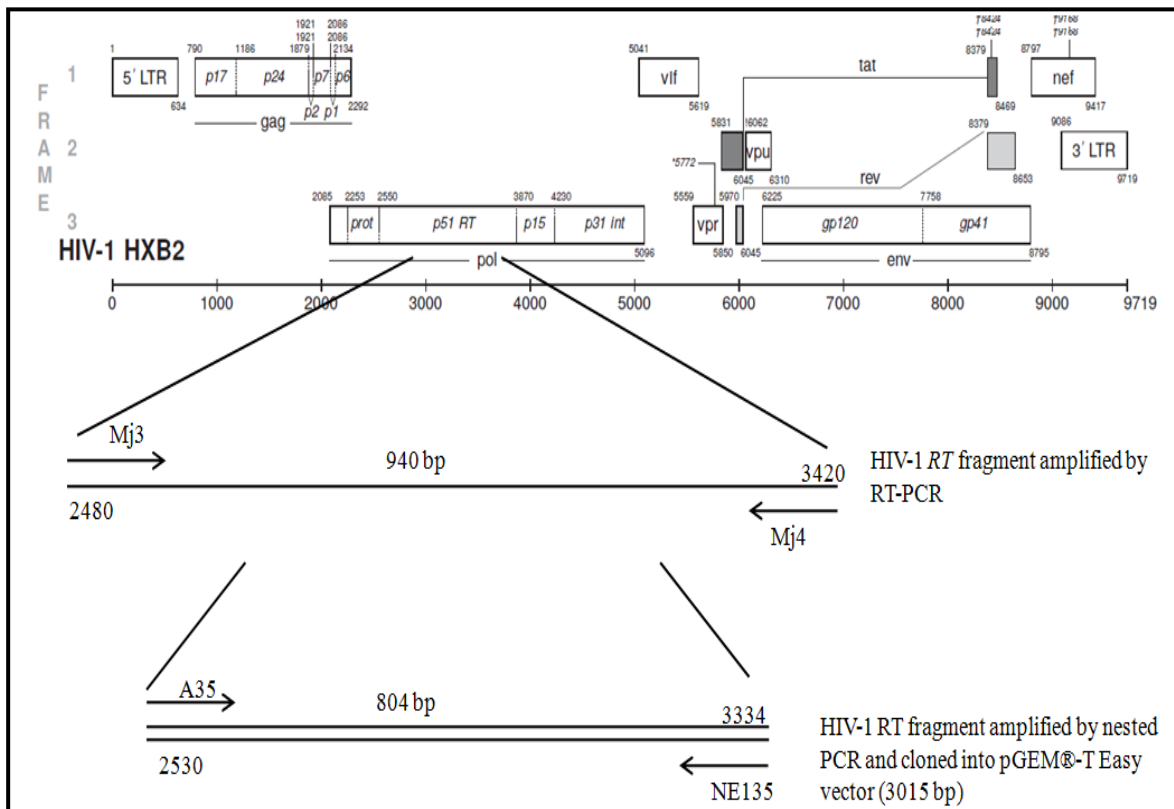 1921 2086
1921 2086
†8424
†8424
†9168
†9168
1 790 1186 1879 2134 5041 8379 8797
FRAME
1
5' LTR p17 p24 p7 p6 vif tat nef
634 p2 p1 2292 5619 8469 9417
gag
5831 6062 8379 9086
2
*5772 vpu 3' LTR
6045 6310 rev 8653 9719
2085 2253 2550 3870 4230 5559 5970 6225 7758
3
prot p51 RT p15 p31 int vpr gp120 gp41
HIV-1 HXB2
5096 5850 6045 8795
pol env
0 1000 2000 3000 4000 5000 6000 7000 8000 9000 9719
Mj3
940 bp
3420
HIV-1 RT fragment amplified by
RT-PCR
2480
Mj4
A35
804 bp
3334
HIV-1 RT fragment amplified by nested
PCR and cloned into pGEM®-T Easy
vector (3015 bp)
2530
NE135